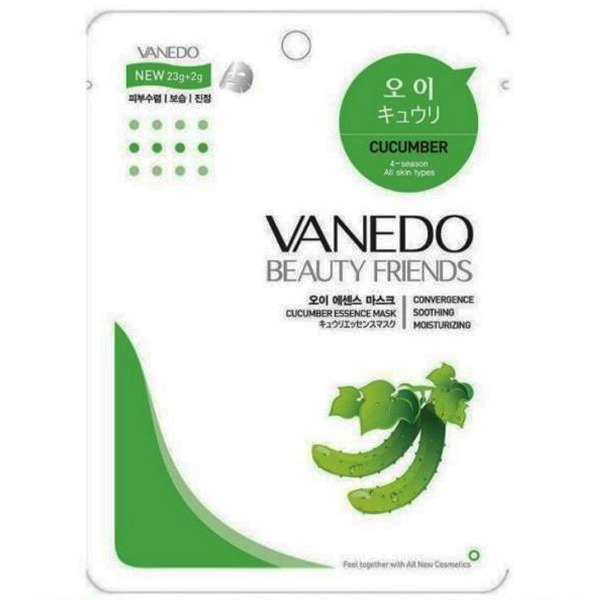 VANEDO
NEW 23g+2g
피부수렴 | 보습 | 진정
오이
キュウリ
CUCUMBER
4-season
All skin types
VANEDO
BEAUTY FRIENDS
오이 에센스 마스크
CUCUMBER ESSENCE MASK
キュウリエッセンスマスク
CONVERGENCE
SOOTHING
MOISTURIZING
Feel together with All New Cosmetics